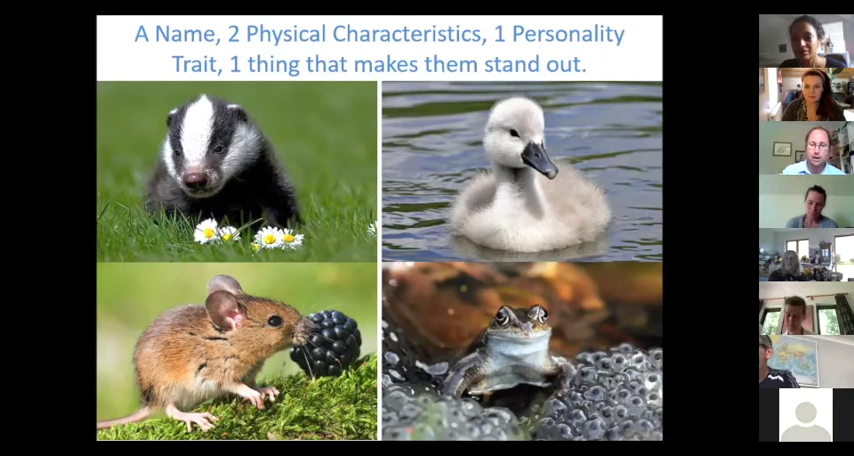 A Name, 2 Physical Characteristics, 1 Personality
Trait, 1 thing that makes them stand out.